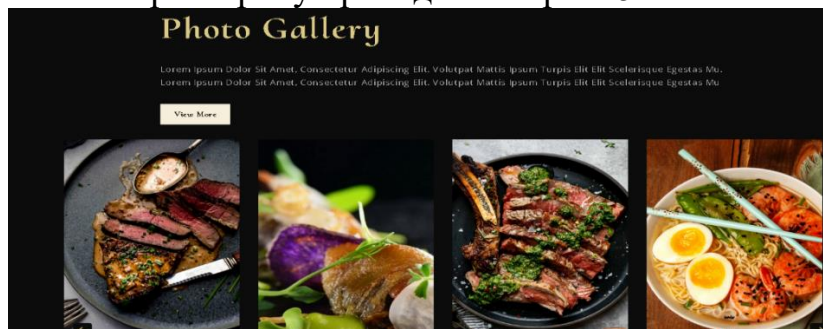 Photo Gallery
Lorem Ipsum Dolor Sit Amet, Consectetur Adipiscing Elit. Volutpat Mattis Ipsum Turpis Elit Elit Scelerisque Egestas Mu.
Lorem Ipsum Dolor Sit Amet, Consectetur Adipiscing Elit. Volutpat Mattis Ipsum Turpis Elit Elit Scelerisque Egestas Mu
View More